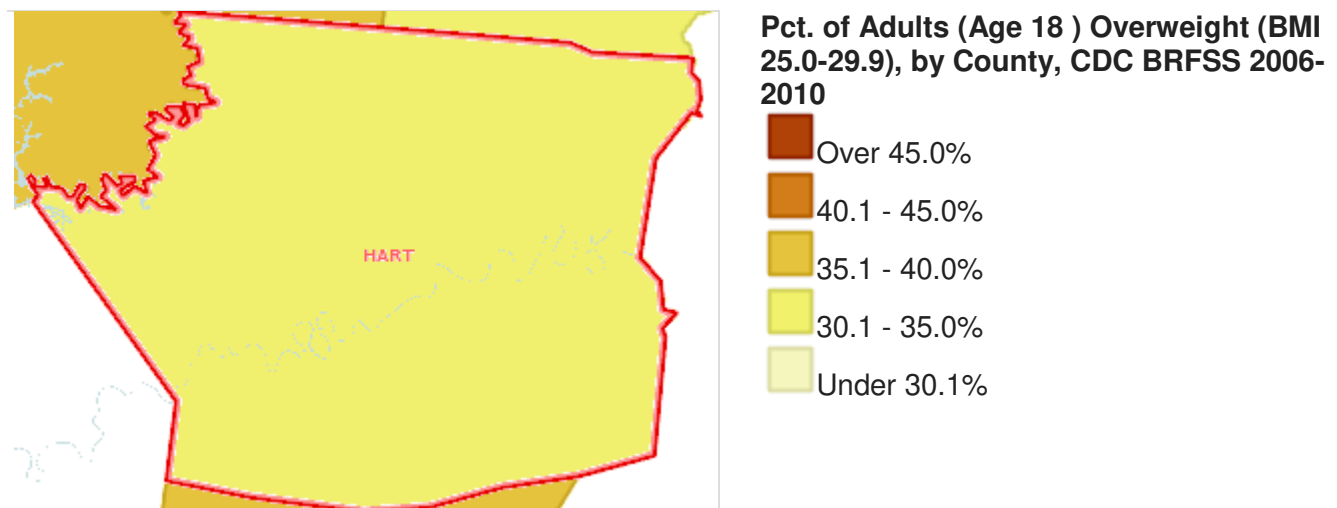 Pct. of Adults (Age 18 ) Overweight (BMI
25.0-29.9), by County, CDC BRFSS 2006-
2010
Over 45.0%
40.1 - 45.0%
35.1 - 40.0%
30.1 - 35.0%
Under 30.1%
HART